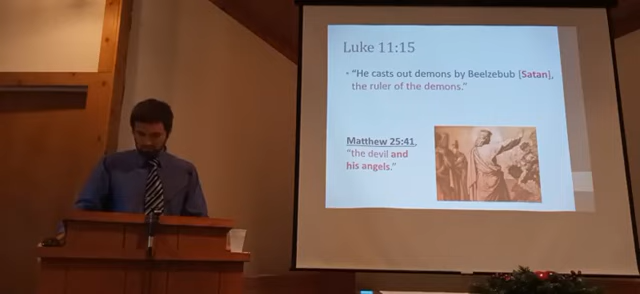 Luke 11:15
• “He casts out demons by Beelzebub [Satan],
the ruler of the demons.”
Matthew 25:41,
“the devil and
his angels.”